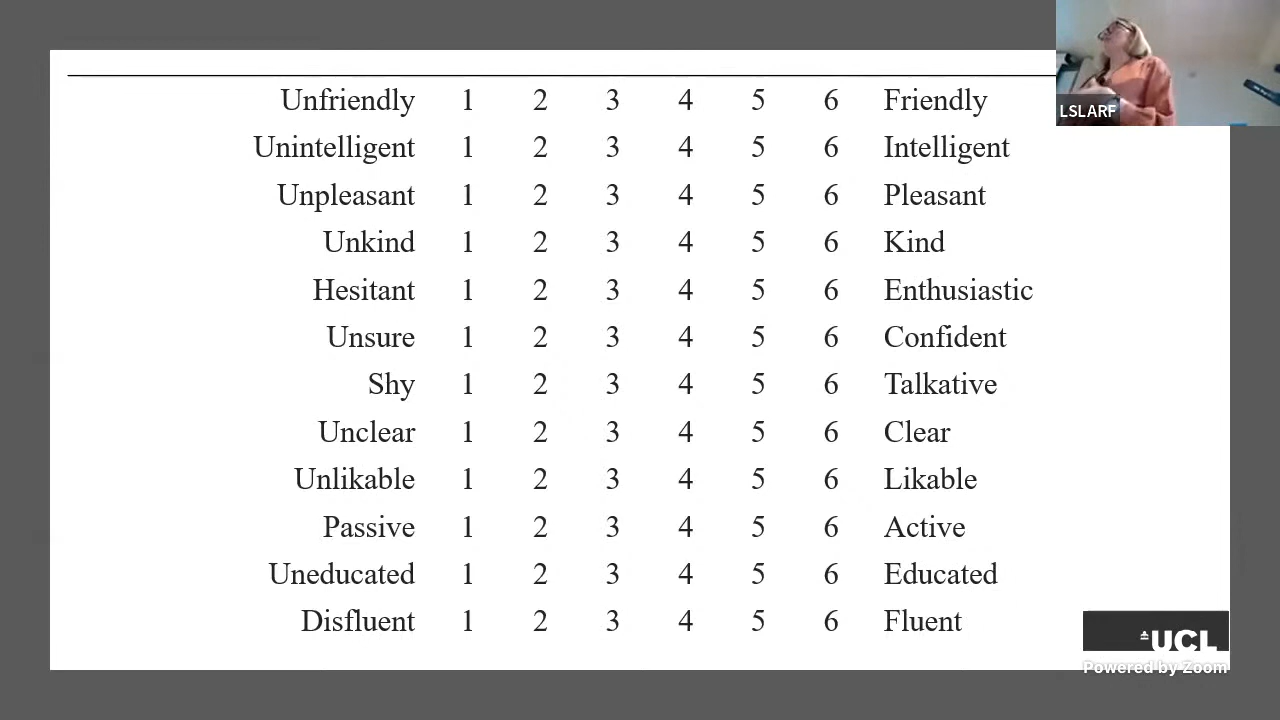 Unfriendly 1 2 3 4 5 6 Friendly
LSLARF
Unintelligent 1 2 3 4 5 6 Intelligent
Unpleasant 1 2 3 4 5 6 Pleasant
Unkind 1 2 3 4 5 6 Kind
Hesitant 1 2 3 4 5 6 Enthusiastic
Unsure 1 2 3 4 5 6 Confident
Shy 1 2 3 4 5 6 Talkative
Unclear 1 2 3 4 5 6 Clear
Unlikable 1 2 3 4 5 6 Likable
Passive 1 2 3 4 5 6 Active
Uneducated 1 2 3 4 5 6 Educated
Disfluent 1 2 3 4 5 6 Fluent
UCL
Powered by Zoom